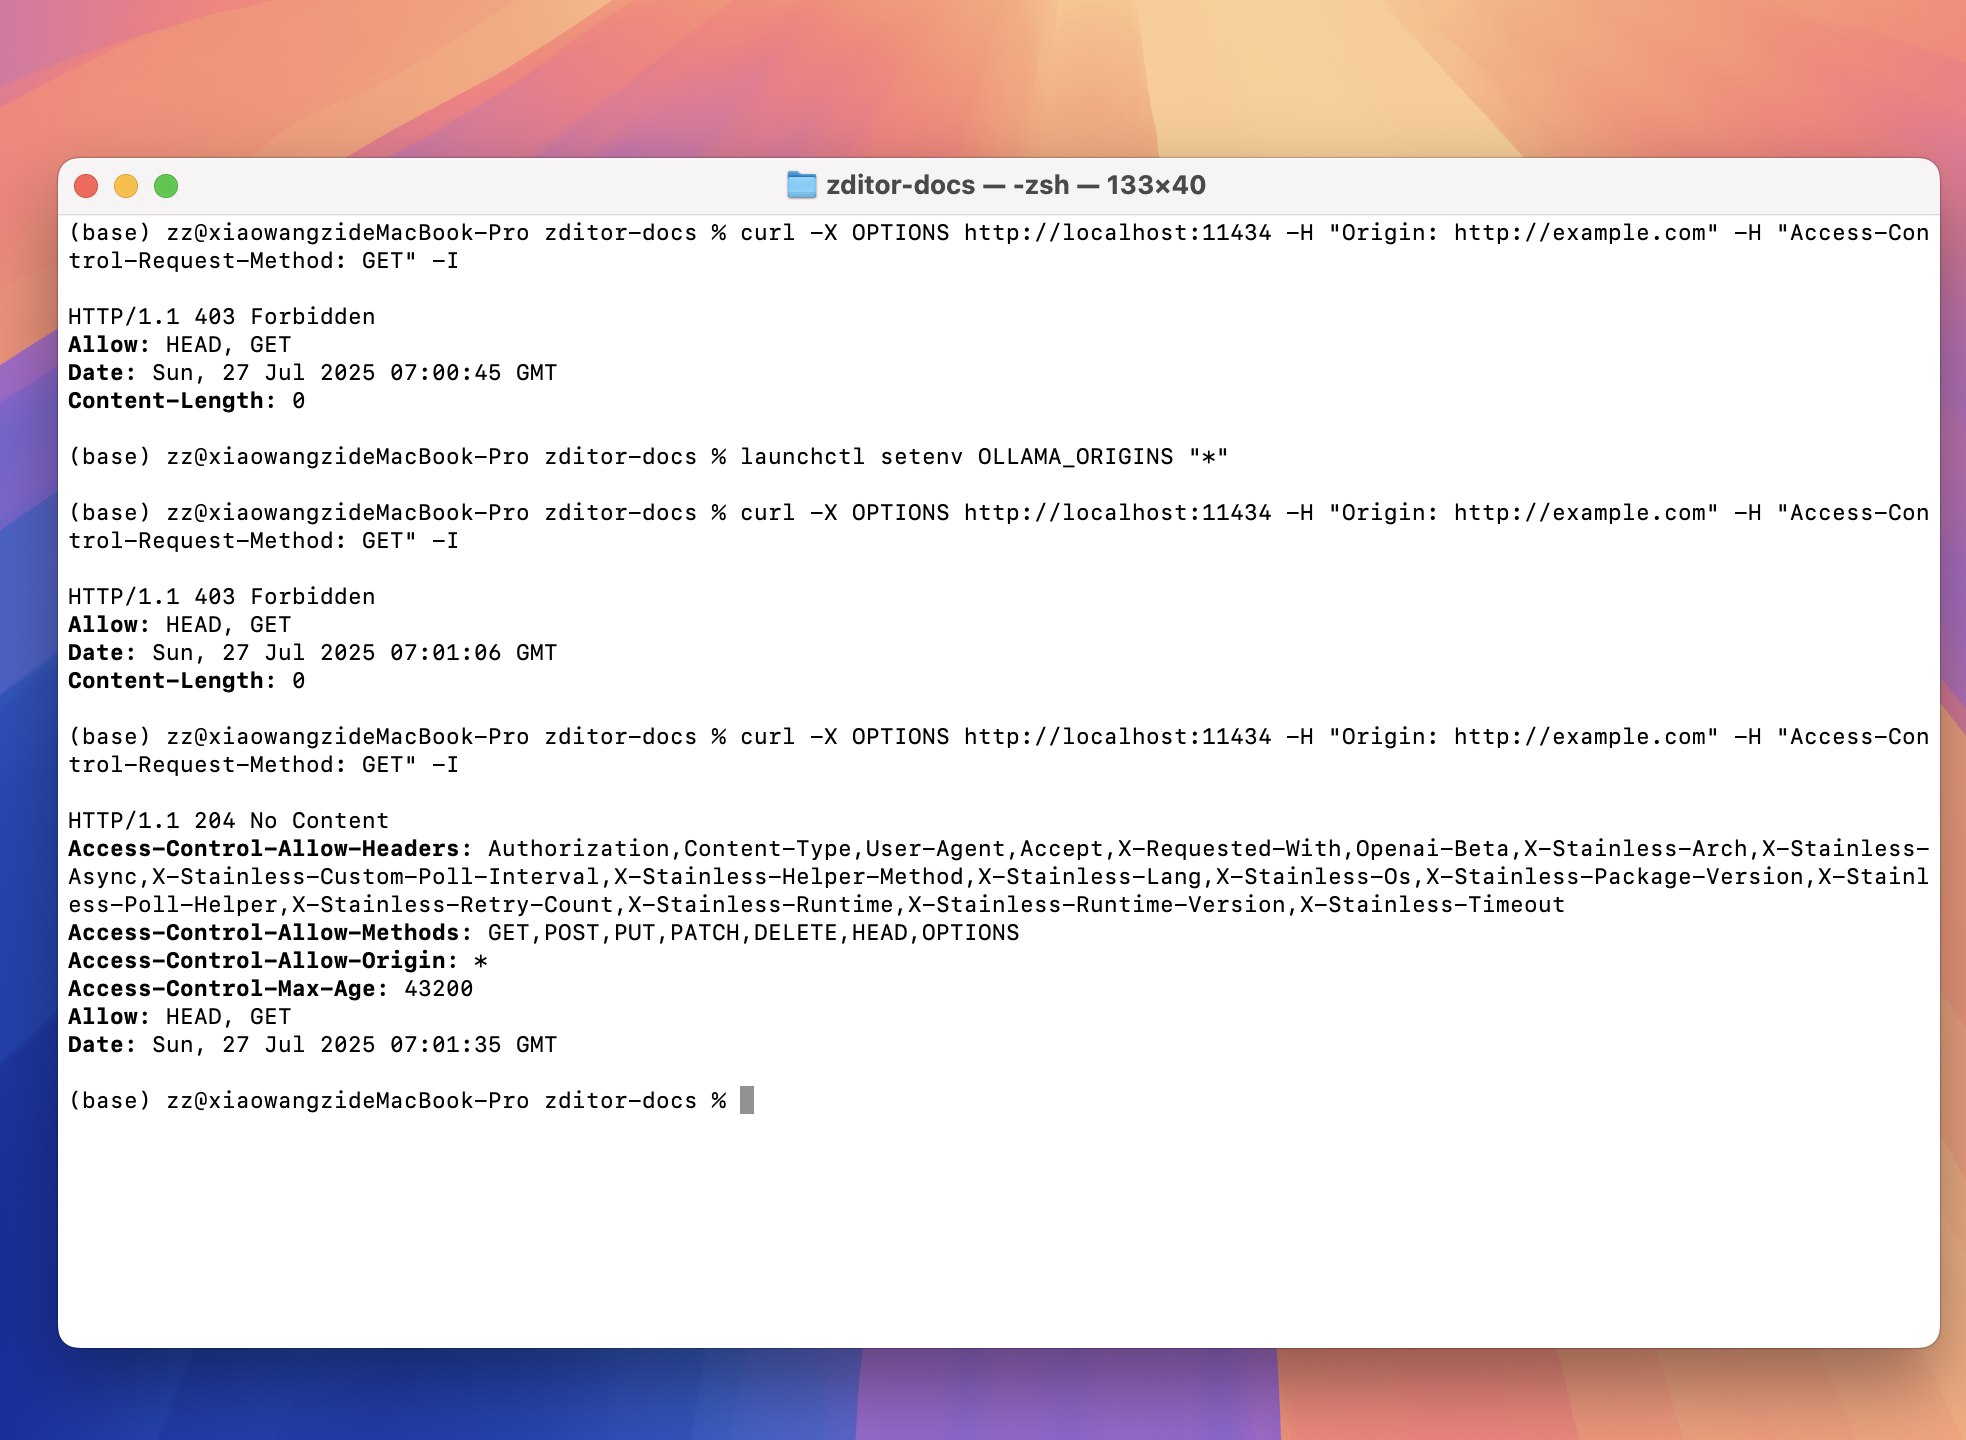 zditor-docs — -zsh — 133×40
(base) zz@xiaowangzideMacBook-Pro zditor-docs % curl -X OPTIONS http://localhost:11434 -H "Origin: http://example.com" -H "Access-Con
trol-Request-Method: GET" -I
HTTP/1.1 403 Forbidden
Allow: HEAD, GET
Date: Sun, 27 Jul 2025 07:00:45 GMT
Content-Length: 0
(base) zz@xiaowangzideMacBook-Pro zditor-docs % launchctl setenv OLLAMA_ORIGINS "*"
(base) zz@xiaowangzideMacBook-Pro zditor-docs % curl -X OPTIONS http://localhost:11434 -H "Origin: http://example.com" -H "Access-Con
trol-Request-Method: GET" -I
HTTP/1.1 403 Forbidden
Allow: HEAD, GET
Date: Sun, 27 Jul 2025 07:01:06 GMT
Content-Length: 0
(base) zz@xiaowangzideMacBook-Pro zditor-docs % curl -X OPTIONS http://localhost:11434 -H "Origin: http://example.com" -H "Access-Con
trol-Request-Method: GET" -I
HTTP/1.1 204 No Content
Access-Control-Allow-Headers: Authorization,Content-Type,User-Agent,Accept,X-Requested-With,Openai-Beta,X-Stainless-Arch,X-Stainless-
Async,X-Stainless-Custom-Poll-Interval,X-Stainless-Helper-Method,X-Stainless-Lang,X-Stainless-Os,X-Stainless-Package-Version,X-Stainl
ess-Poll-Helper,X-Stainless-Retry-Count,X-Stainless-Runtime,X-Stainless-Runtime-Version,X-Stainless-Timeout
Access-Control-Allow-Methods: GET,POST,PUT,PATCH,DELETE,HEAD,OPTIONS
Access-Control-Allow-Origin: *
Access-Control-Max-Age: 43200
Allow: HEAD, GET
Date: Sun, 27 Jul 2025 07:01:35 GMT
(base) zz@xiaowangzideMacBook-Pro zditor-docs %